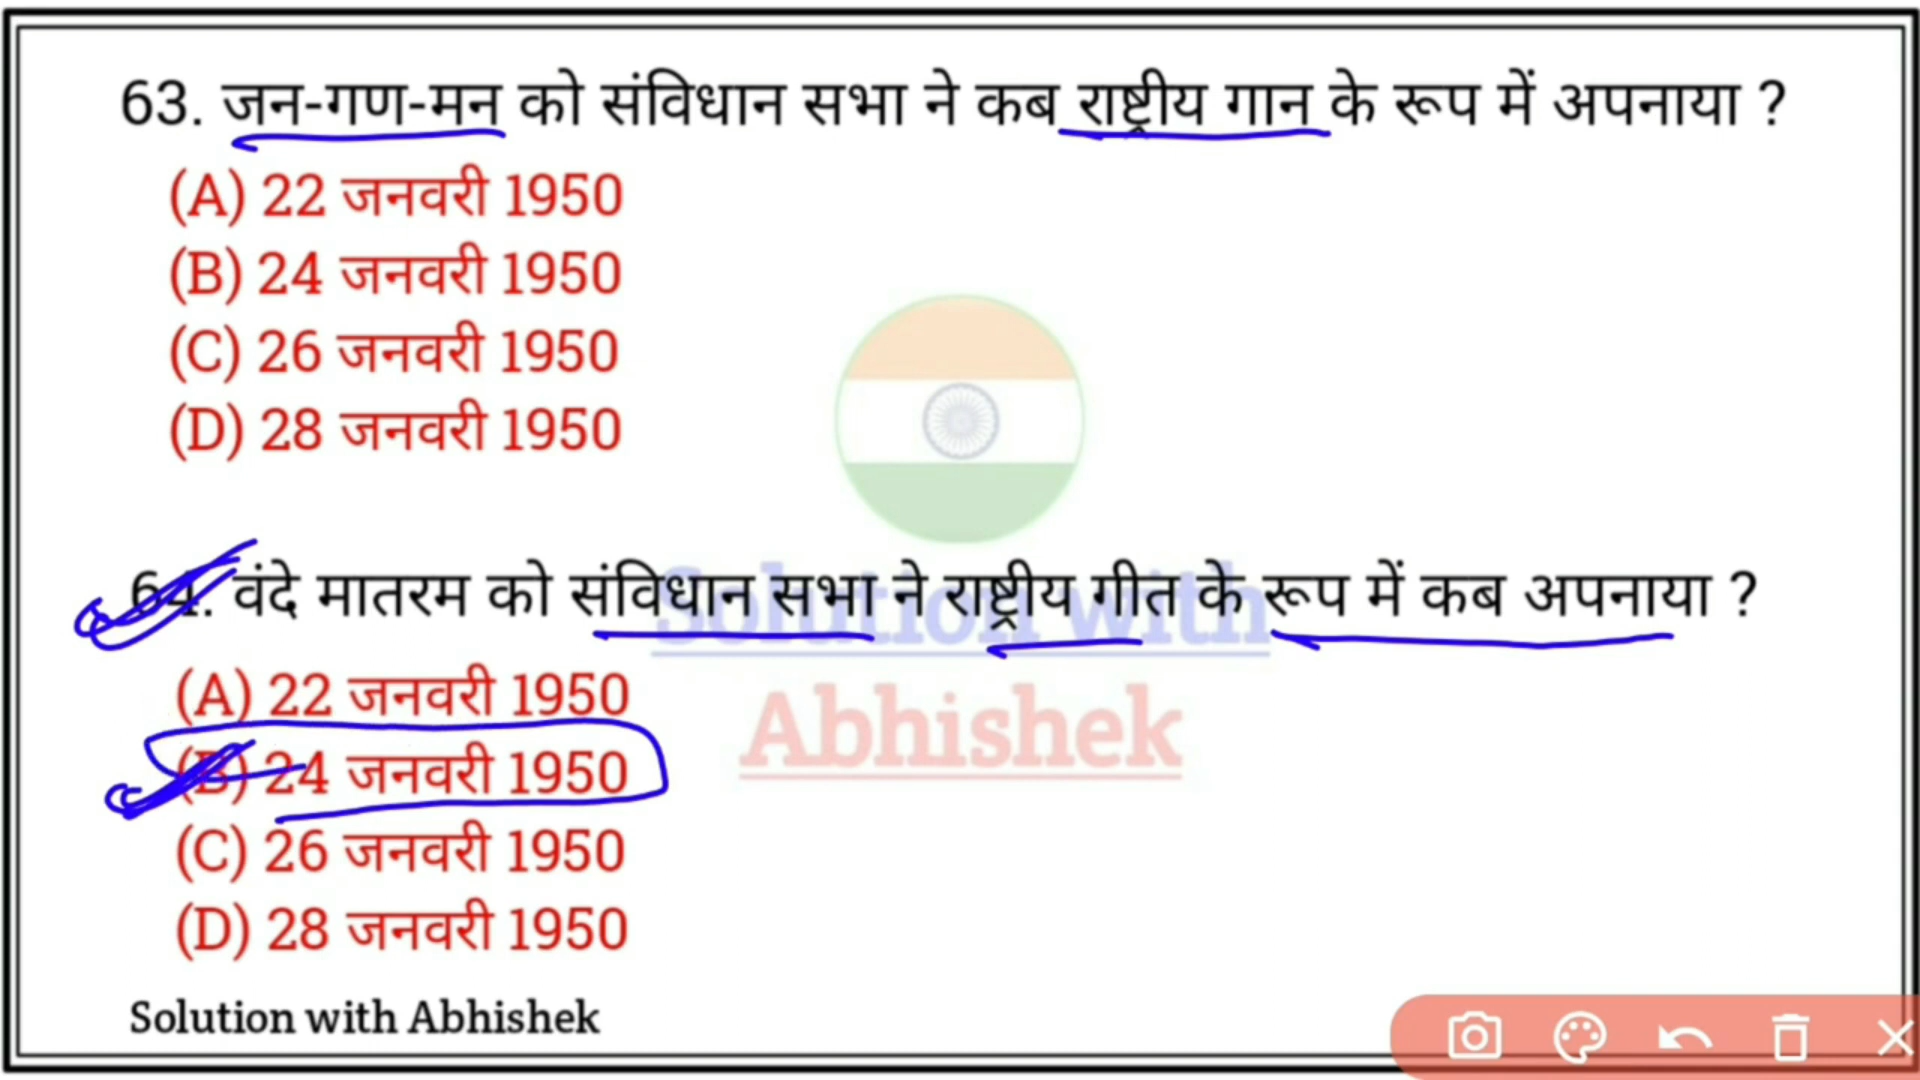 63. जन-गण-मन को संविधान सभा ने कब राष्ट्रीय गान के रूप में अपनाया ?
(A) 22 जनवरी 1950
(B) 24 जनवरी 1950
(C) 26 जनवरी 1950
(D) 28 जनवरी 1950
64. वंदे मातरम को संविधान सभा ने राष्ट्रीय गीत के रूप में कब अपनाया ?
(A) 22 जनवरी 1950
(B) 24 जनवरी 1950
(C) 26 जनवरी 1950
(D) 28 जनवरी 1950
Solution with
Abhishek
Solution with Abhishek